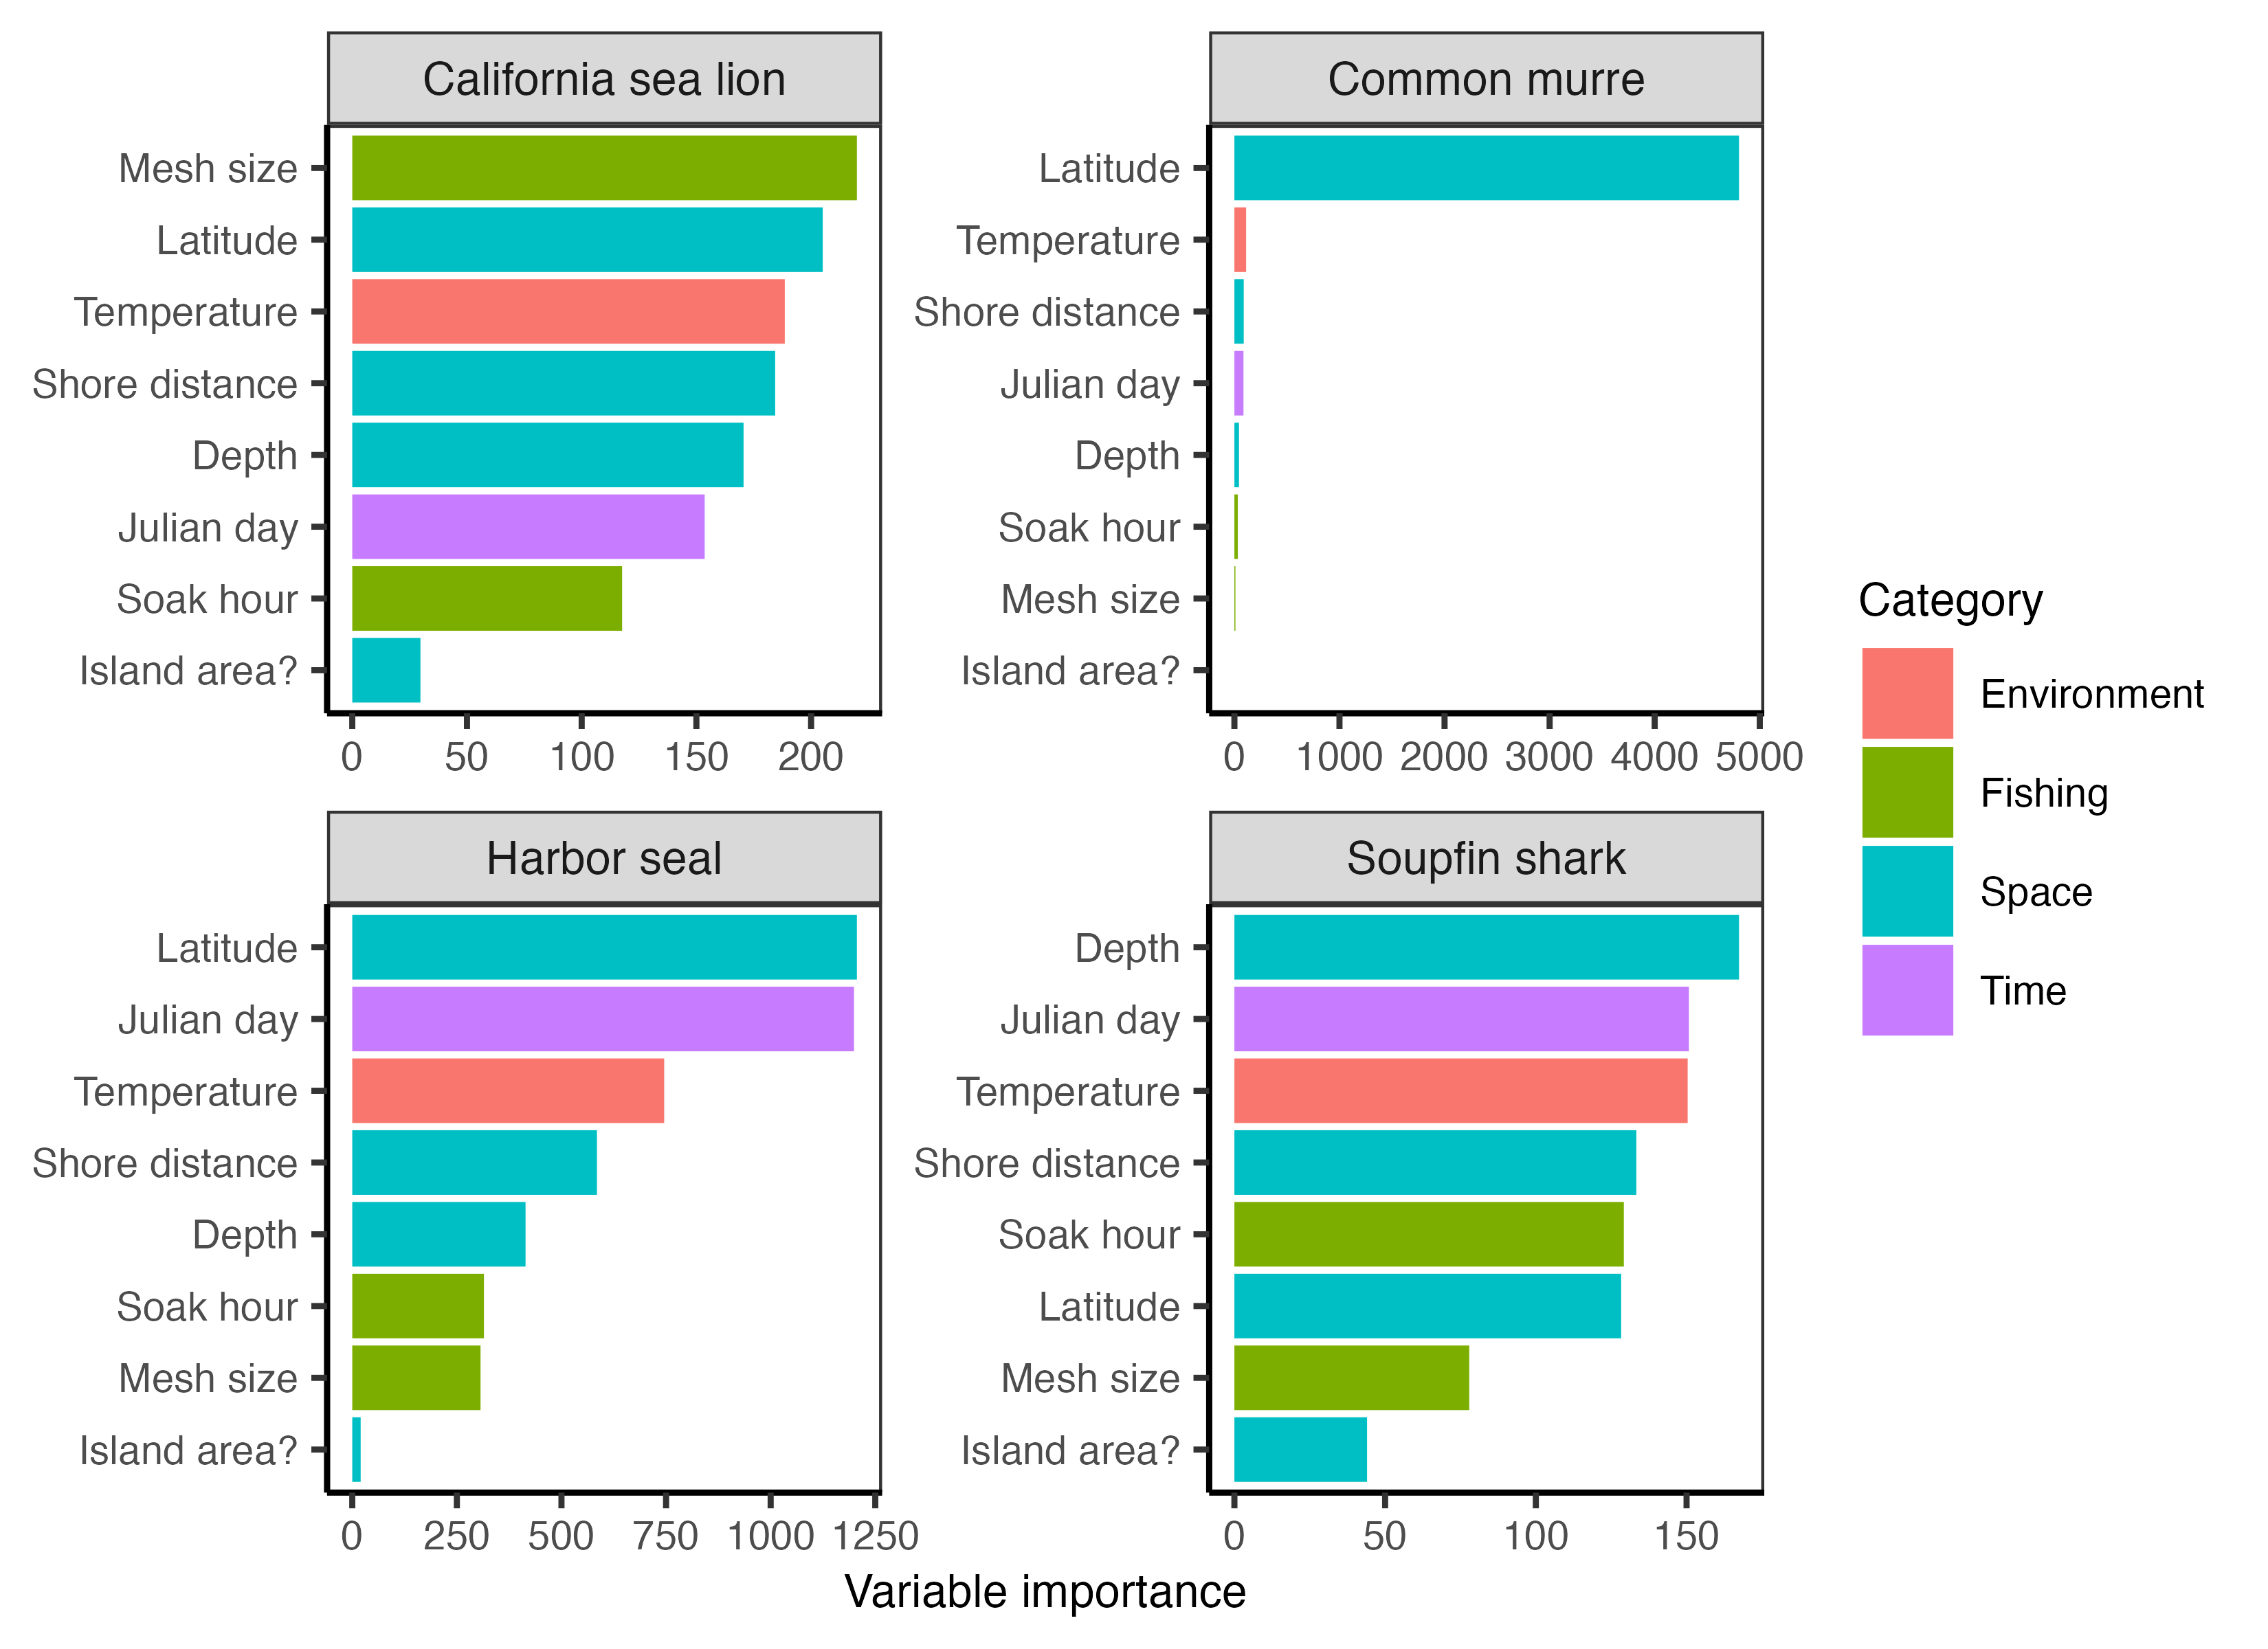 California sea lion
Mesh size
Latitude
Temperature
Shore distance
Depth
Julian day
Soak hour
Island area?
0 50 100 150 200
Common murre
Latitude
Temperature
Shore distance
Julian day
Depth
Soak hour
Mesh size
Island area?
0 1000 2000 3000 4000 5000
Harbor seal
Latitude
Julian day
Temperature
Shore distance
Depth
Soak hour
Mesh size
Island area?
0 250 500 750 1000 1250
Soupfin shark
Depth
Julian day
Temperature
Shore distance
Soak hour
Latitude
Mesh size
Island area?
0 50 100 150
Variable importance
Category
Environment
Fishing
Space
Time